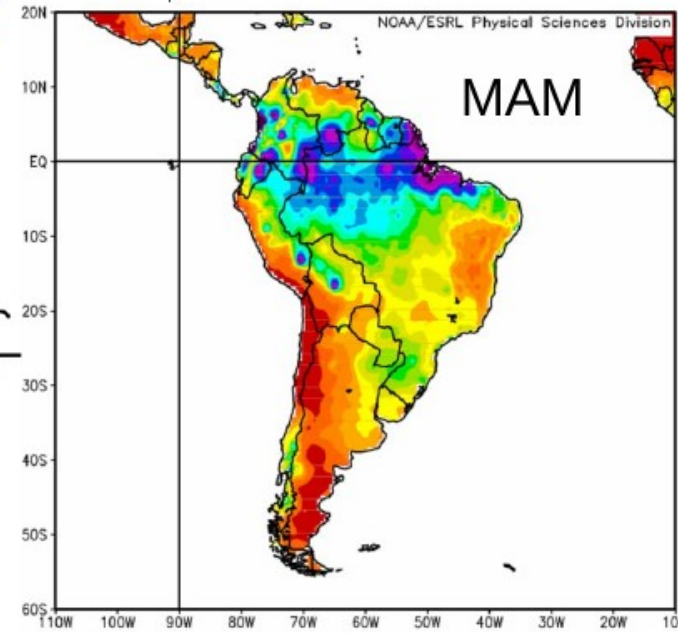 20N
NOAA/ESRL Physical Sciences Division
10N
MAM
EQ
10S
20S
30S
40S
50S
60S
110W 100W 90W 80W 70W 60W 50W 40W 30W 20W 10